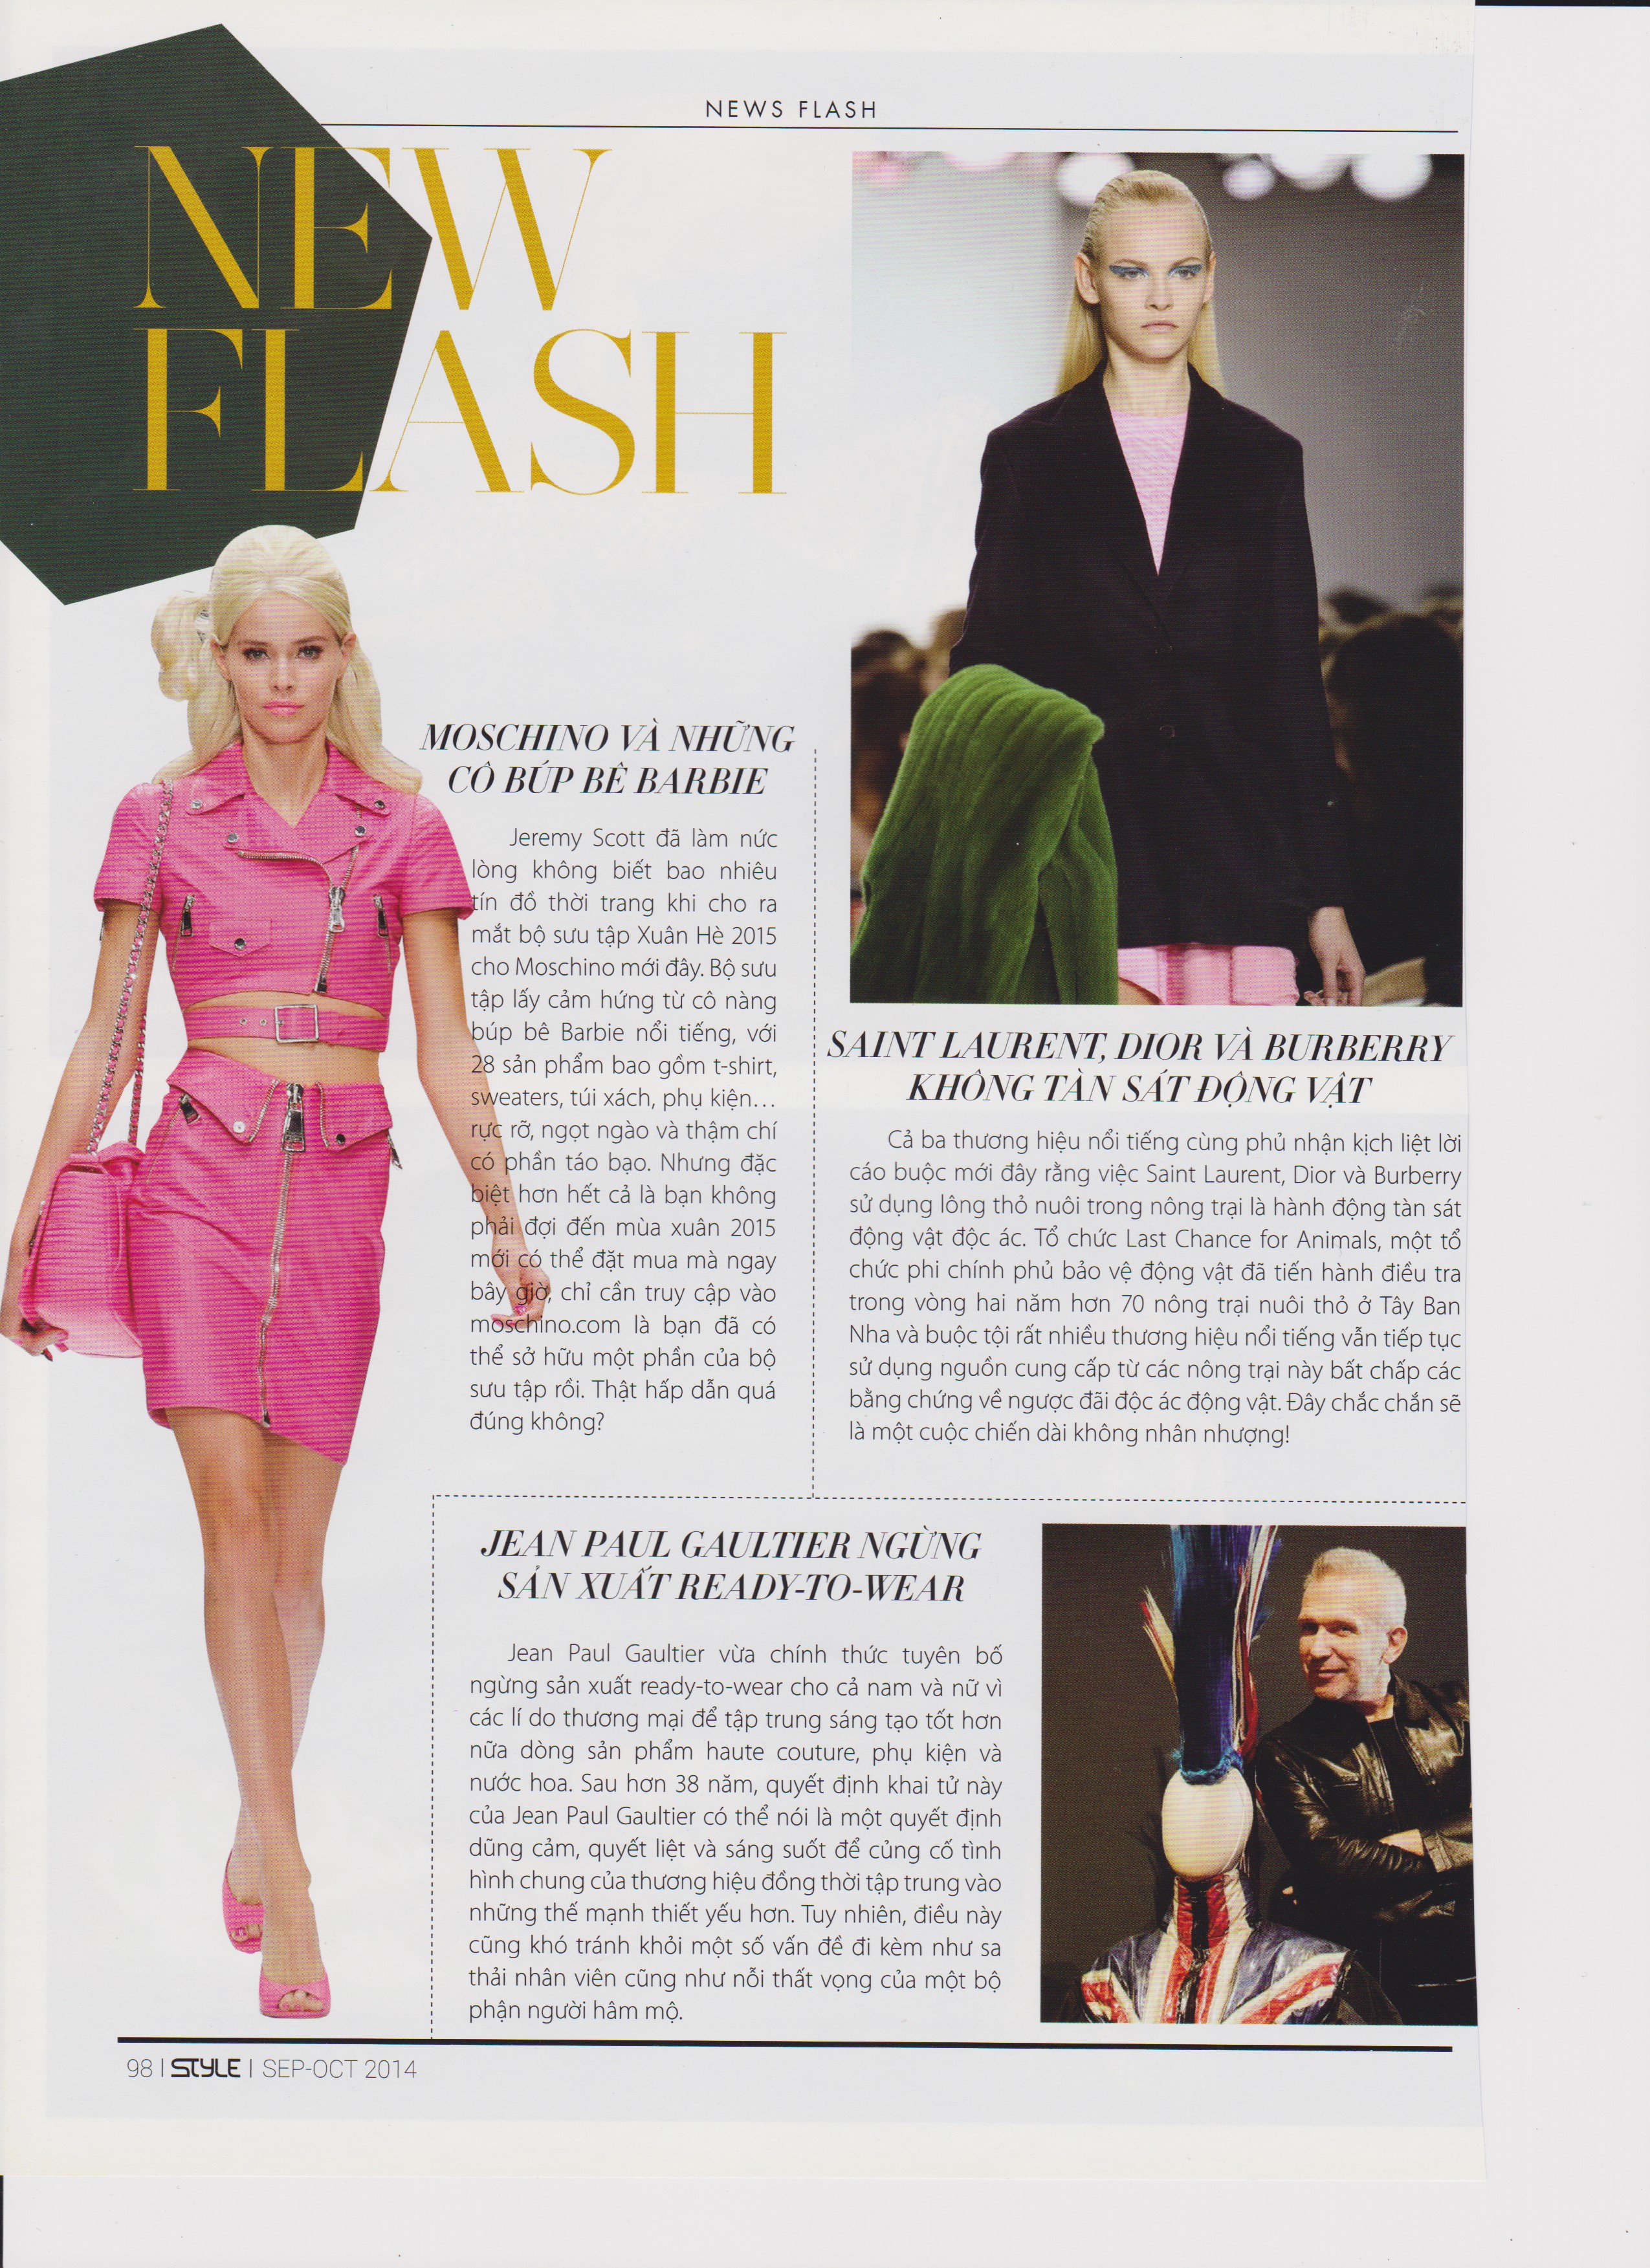 NEWS FLASH
NEW
FLASH
MOSCHINO VÀ NHỮNG
CÔ BÚP BÊ BARBIE
Jeremy Scott đã làm nức
lòng không biết bao nhiêu
tín đồ thời trang khi cho ra
mắt bộ sưu tập Xuân Hè 2015
cho Moschino mới đây. Bộ sưu
tập lấy cảm hứng từ cô nàng
búp bê Barbie nổi tiếng, với
28 sản phẩm bao gồm t-shirt,
sweaters, túi xách, phụ kiện…
rực rỡ, ngọt ngào và thậm chí
có phần táo bạo. Nhưng đặc
biệt hơn hết cả là bạn không
phải đợi đến mùa xuân 2015
mới có thể đặt mua mà ngay
bây giờ, chỉ cần truy cập vào
moschino.com là bạn đã có
thể sở hữu một phần của bộ
sưu tập rồi. Thật hấp dẫn quá
đúng không?
SAINT LAURENT, DIOR VÀ BURBERRY
KHÔNG TÀN SÁT ĐỘNG VẬT
Cả ba thương hiệu nổi tiếng cùng phủ nhận kịch liệt lời
cáo buộc mới đây rằng việc Saint Laurent, Dior và Burberry
sử dụng lông thỏ nuôi trong nông trại là hành động tàn sát
động vật độc ác. Tổ chức Last Chance for Animals, một tổ
chức phi chính phủ bảo vệ động vật đã tiến hành điều tra
trong vòng hai năm hơn 70 nông trại nuôi thỏ ở Tây Ban
Nha và buộc tội rất nhiều thương hiệu nổi tiếng vẫn tiếp tục
sử dụng nguồn cung cấp từ các nông trại này bất chấp các
bằng chứng về ngược đãi độc ác động vật. Đây chắc chắn sẽ
là một cuộc chiến dài không nhân nhượng!
JEAN PAUL GAULTIER NGỪNG
SẢN XUẤT READY-TO-WEAR
Jean Paul Gaultier vừa chính thức tuyên bố
ngừng sản xuất ready-to-wear cho cả nam và nữ vì
các lí do thương mại để tập trung sáng tạo tốt hơn
nữa dòng sản phẩm haute couture, phụ kiện và
nước hoa. Sau hơn 38 năm, quyết định khai tử này
của Jean Paul Gaultier có thể nói là một quyết định
dũng cảm, quyết liệt và sáng suốt để củng cố tình
hình chung của thương hiệu đồng thời tập trung vào
những thế mạnh thiết yếu hơn. Tuy nhiên, điều này
cũng khó tránh khỏi một số vấn đề đi kèm như sa
thải nhân viên cũng như nỗi thất vọng của một bộ
phận người hâm mộ.
98 | STYLE | SEP-OCT 2014